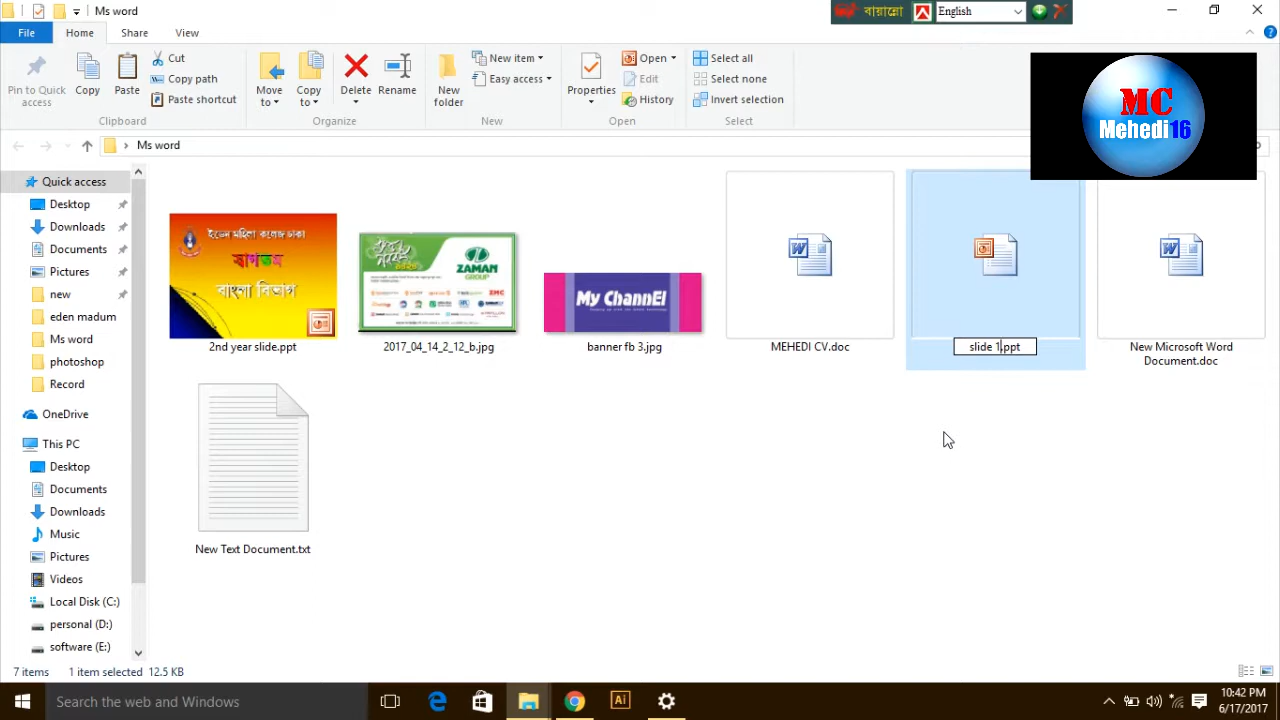 Ms word
বায়ান্নো
English
File
Home
Share
View
Pin to Quick access
Copy
Paste
Cut
Copy path
Paste shortcut
Clipboard
Move to
Copy to
Delete
Rename
Organize
New folder
New item
Easy access
New
Properties
Open
Edit
History
Open
Select all
Select none
Invert selection
Select
MC
Mehedi16
Ms word
Quick access
Desktop
Downloads
Documents
Pictures
new
eden madum
Ms word
photoshop
Record
OneDrive
This PC
Desktop
Documents
Downloads
Music
Pictures
Videos
Local Disk (C:)
personal (D:)
software (E:)
ইডেন মহিলা কলেজ ঢাকা
স্বাগতম
বাংলা বিভাগ
2nd year slide.ppt
ZAMAN
GROUP
2017_04_14_2_12_b.jpg
My ChannEl
banner fb 3.jpg
MEHEDI CV.doc
slide 1.ppt
New Microsoft Word
Document.doc
New Text Document.txt
7 items
1 item selected 12.5 KB
Search the web and Windows
Ai
10:42 PM
6/17/2017